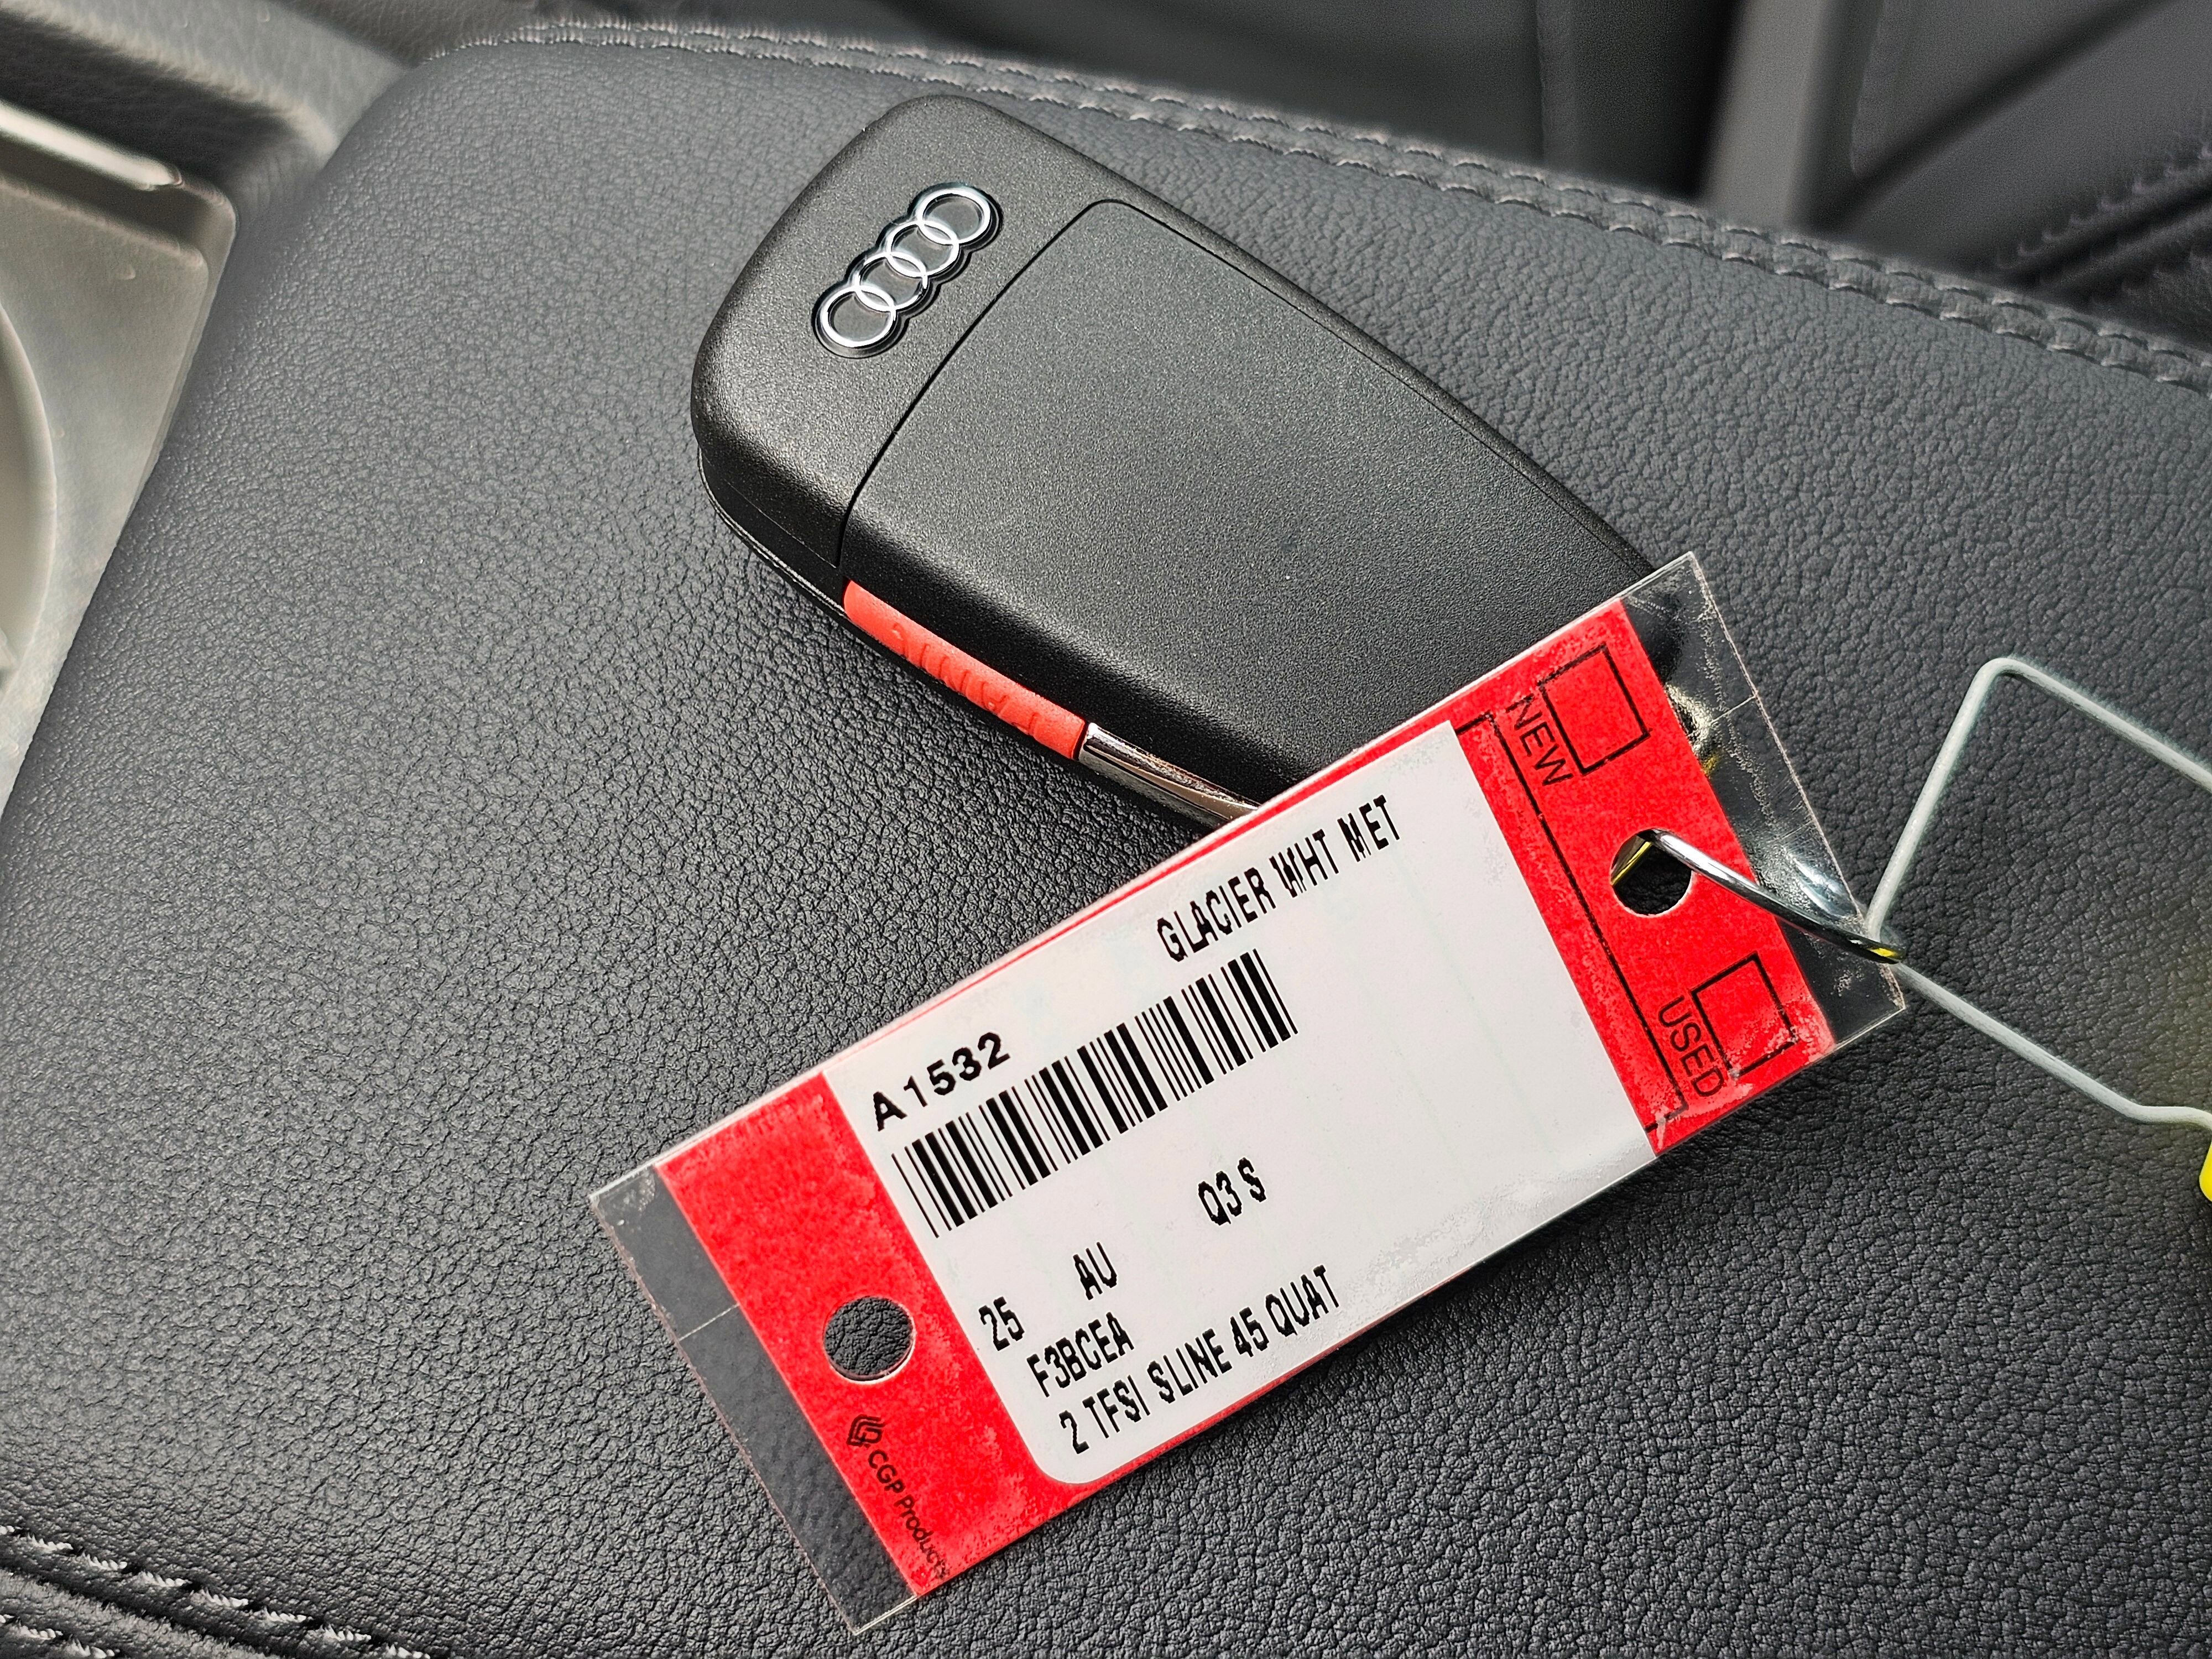 GLACIER WHT MET
A1532
Q3 S
25 AU
F3BCEA
2 TFSI SLINE 45 QUAT
NEW
USED
CGP Products